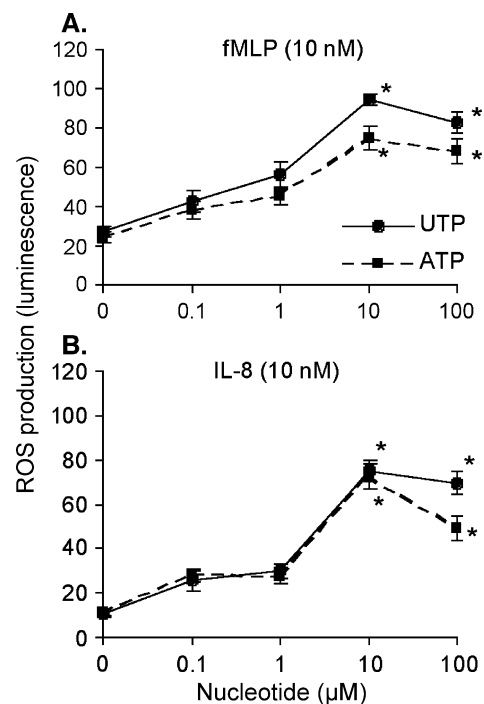 A.
fMLP (10 nM)
120
100
80
60
40
20
0
* *
* *
UTP
ATP
0 0.1 1 10 100
ROS production (luminescence)
B.
IL-8 (10 nM)
120
100
80
60
40
20
0
* *
* *
0 0.1 1 10 100
Nucleotide (μM)